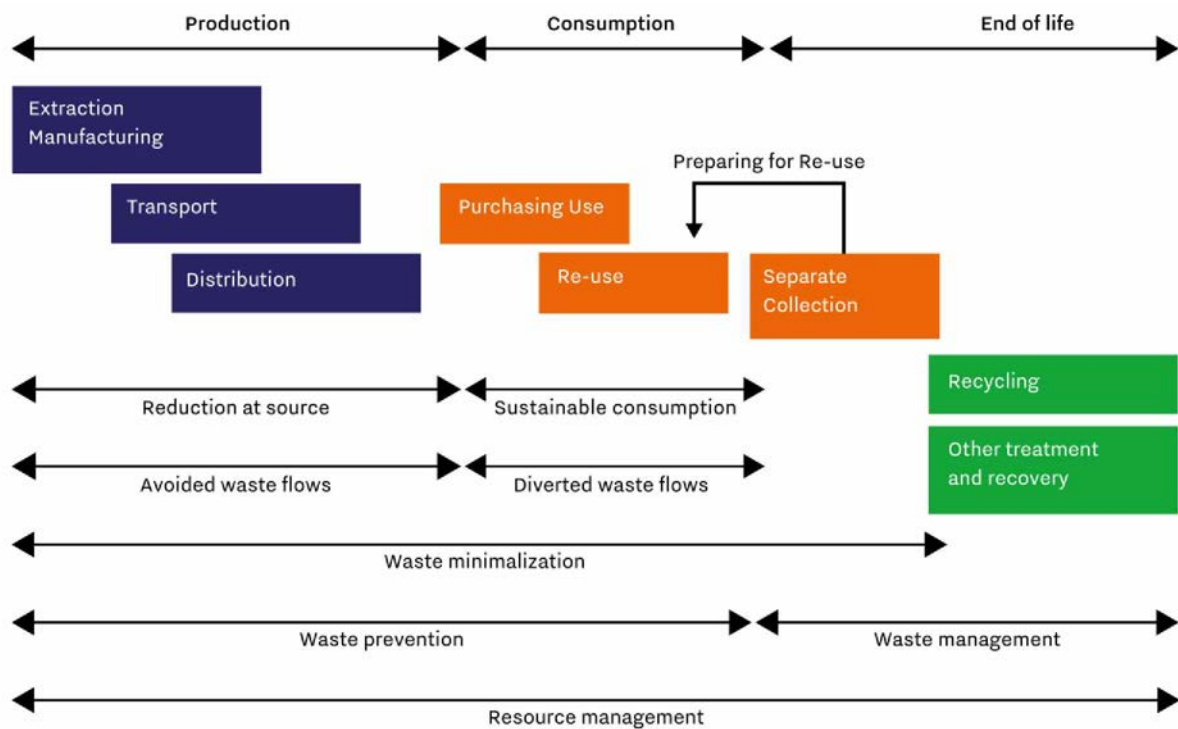 Production
Consumption
End of life
Extraction
Manufacturing
Preparing for Re-use
Transport
Purchasing Use
Distribution
Re-use
Separate
Collection
Recycling
Reduction at source
Sustainable consumption
Other treatment
and recovery
Avoided waste flows
Diverted waste flows
Waste minimalization
Waste prevention
Waste management
Resource management